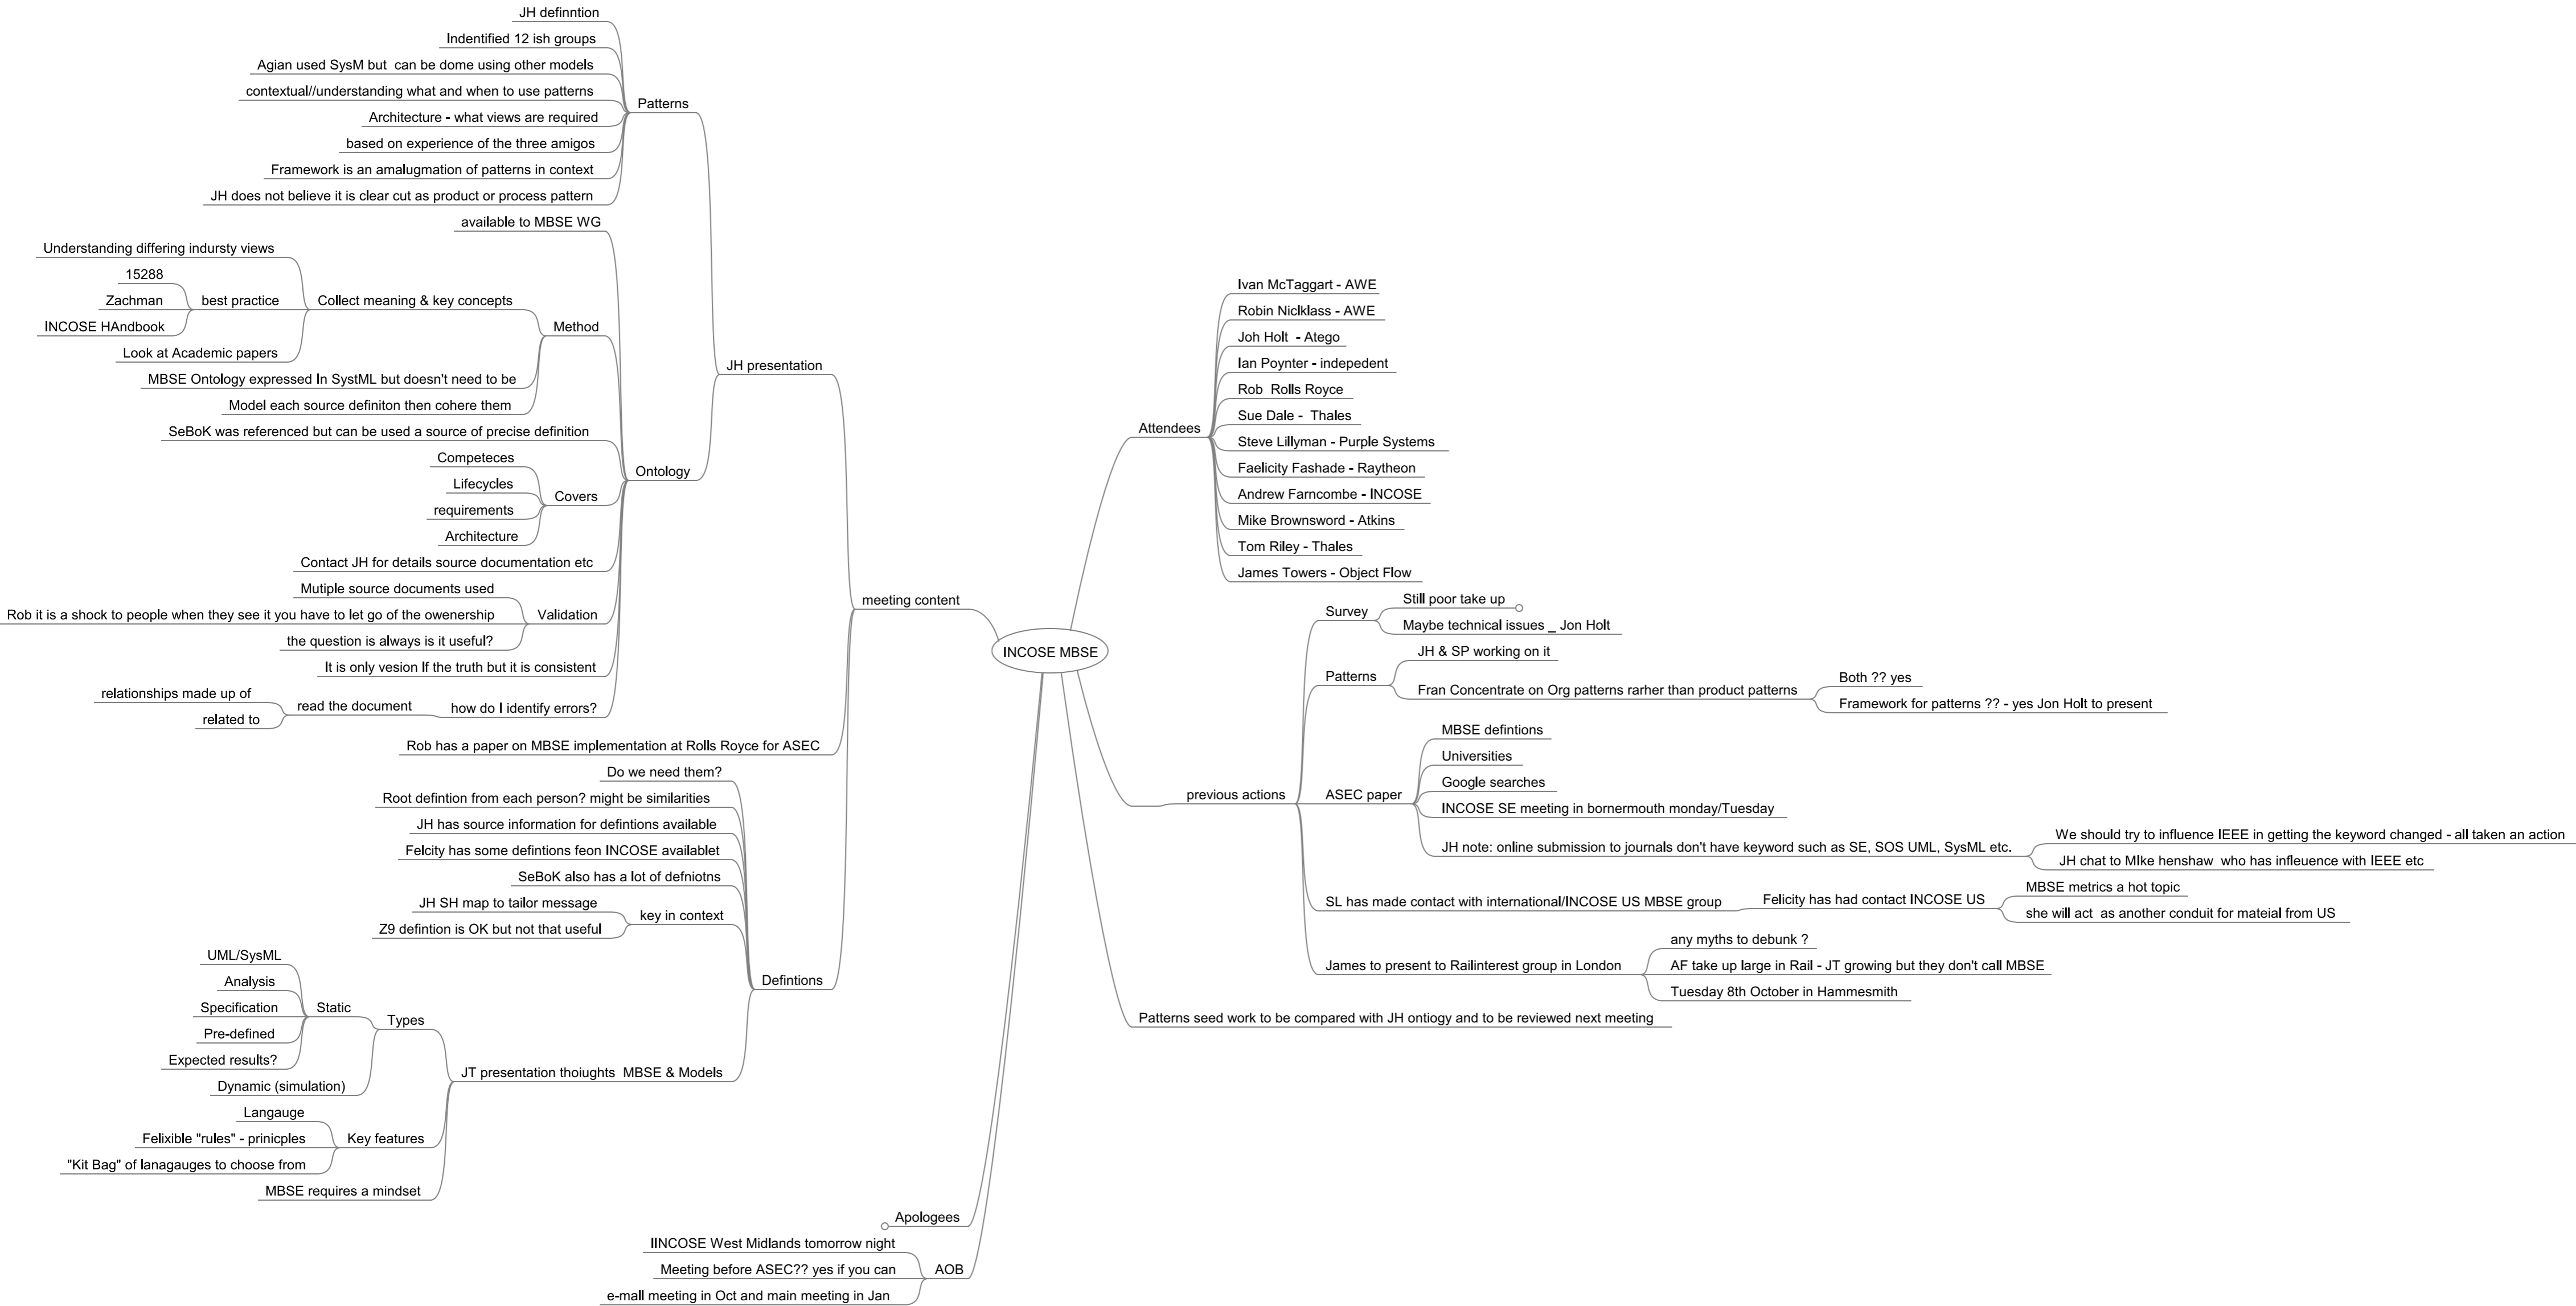 INCOSE MBSE
Attendees
Ivan McTaggart - AWE
Robin Niclklass - AWE
Joh Holt - Atego
Ian Poynter - indepedent
Rob Rolls Royce
Sue Dale - Thales
Steve Lillyman - Purple Systems
Faelicity Fashade - Raytheon
Andrew Farncombe - INCOSE
Mike Brownsword - Atkins
Tom Riley - Thales
James Towers - Object Flow
previous actions
Survey
Still poor take up
Maybe technical issues _ Jon Holt
Patterns
JH & SP working on it
Fran Concentrate on Org patterns rarher than product patterns
Both ?? yes
Framework for patterns ?? - yes Jon Holt to present
ASEC paper
MBSE defintions
Universities
Google searches
INCOSE SE meeting in bornermouth monday/Tuesday
JH note: online submission to journals don't have keyword such as SE, SOS UML, SysML etc.
We should try to influence IEEE in getting the keyword changed - all taken an action
JH chat to MIke henshaw who has infleuence with IEEE etc
SL has made contact with international/INCOSE US MBSE group
Felicity has had contact INCOSE US
MBSE metrics a hot topic
she will act as another conduit for mateial from US
James to present to Railinterest group in London
any myths to debunk ?
AF take up large in Rail - JT growing but they don't call MBSE
Tuesday 8th October in Hammesmith
Patterns seed work to be compared with JH ontiogy and to be reviewed next meeting
meeting content
JH presentation
Patterns
JH definntion
Indentified 12 ish groups
Agian used SysM but can be dome using other models
contextual//understanding what and when to use patterns
Architecture - what views are required
based on experience of the three amigos
Framework is an amalugmation of patterns in context
JH does not believe it is clear cut as product or process pattern
Ontology
available to MBSE WG
Method
Collect meaning & key concepts
Understanding differing indursty views
best practice
15288
Zachman
INCOSE HAndbook
Look at Academic papers
MBSE Ontology expressed In SystML but doesn't need to be
Model each source definiton then cohere them
SeBoK was referenced but can be used a source of precise definition
Covers
Competeces
Lifecycles
requirements
Architecture
Contact JH for details source documentation etc
Validation
Mutiple source documents used
Rob it is a shock to people when they see it you have to let go of the owenership
the question is always is it useful?
It is only vesion If the truth but it is consistent
how do I identify errors?
read the document
relationships made up of
related to
Rob has a paper on MBSE implementation at Rolls Royce for ASEC
Defintions
Do we need them?
Root defintion from each person? might be similarities
JH has source information for defintions available
Felcity has some defintions feon INCOSE availablet
SeBoK also has a lot of defniotns
key in context
JH SH map to tailor message
Z9 defintion is OK but not that useful
JT presentation thoiughts MBSE & Models
Types
Static
UML/SysML
Analysis
Specification
Pre-defined
Expected results?
Dynamic (simulation)
Key features
Langauge
Felixible "rules" - prinicples
"Kit Bag" of lanagauges to choose from
MBSE requires a mindset
Apologees
AOB
IINCOSE West Midlands tomorrow night
Meeting before ASEC?? yes if you can
e-mall meeting in Oct and main meeting in Jan